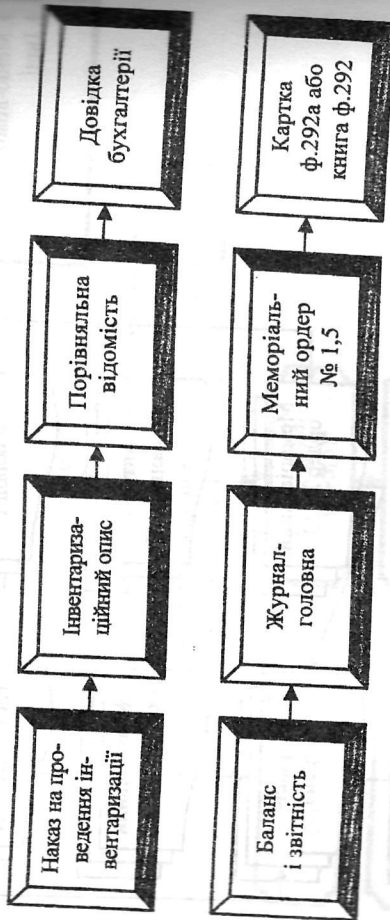 Наказ на про-
ведення ін-
вентаризації
Інвентариза-
ційний опис
Порівняльна
відомість
Довідка
бухгалтерії
Баланс
і звітність
Журнал-
головна
Меморіаль-
ний ордер
№ 1,5
Картка
ф.292а або
книга ф.292